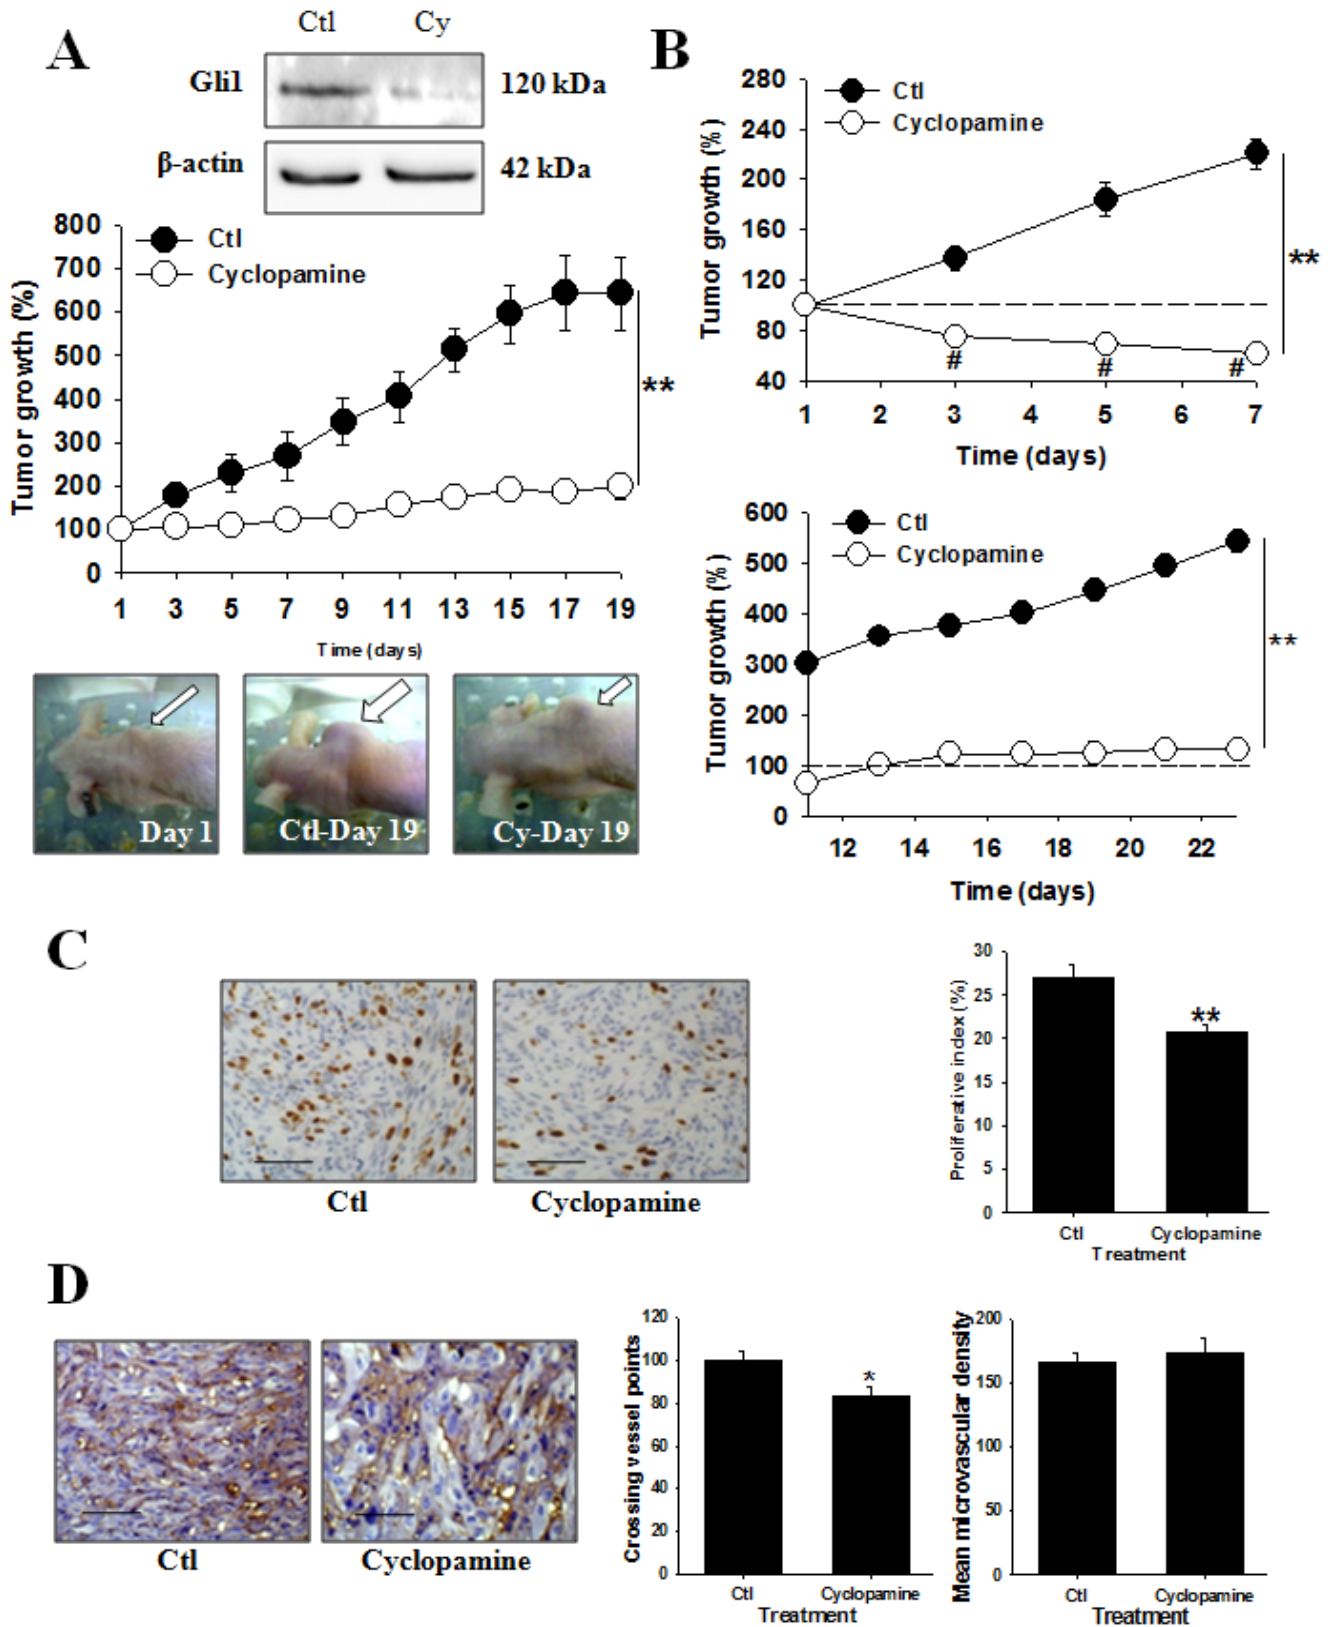 A
Ctl Cy
Gli1 120 kDa
β-actin 42 kDa
800
700
600
500
400
300
200
100
0
Tumor growth (%)
Ctl
Cyclopamine
**
1 3 5 7 9 11 13 15 17 19
Time (days)
Day 1
Ctl-Day 19
Cy-Day 19
B
280
240
200
160
120
80
40
Tumor growth (%)
Ctl
Cyclopamine
**
# # #
1 2 3 4 5 6 7
Time (days)
600
500
400
300
200
100
0
Tumor growth (%)
Ctl
Cyclopamine
**
12 14 16 18 20 22
Time (days)
C
Ctl
Cyclopamine
30
25
20
15
10
5
0
Proliferative index (%)
**
Ctl Cyclopamine
Treatment
D
Ctl
Cyclopamine
120
100
80
60
40
20
0
Crossing vessel points
*
Ctl Cyclopamine
Treatment
200
150
100
50
0
Mean microvascular density
Ctl Cyclopamine
Treatment